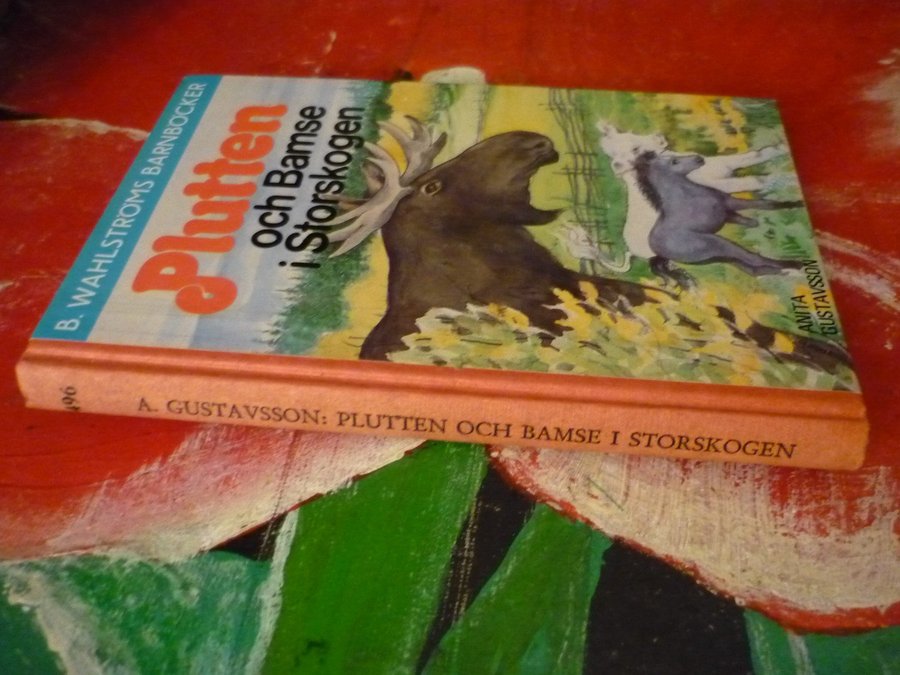 B. WAHLSTRÖMS BARNBÖCKER
Plutten
och Bamse
i Storskogen
ANITA
GUSTAVSSON
496
A. GUSTAVSSON: PLUTTEN OCH BAMSE I STORSKOGEN